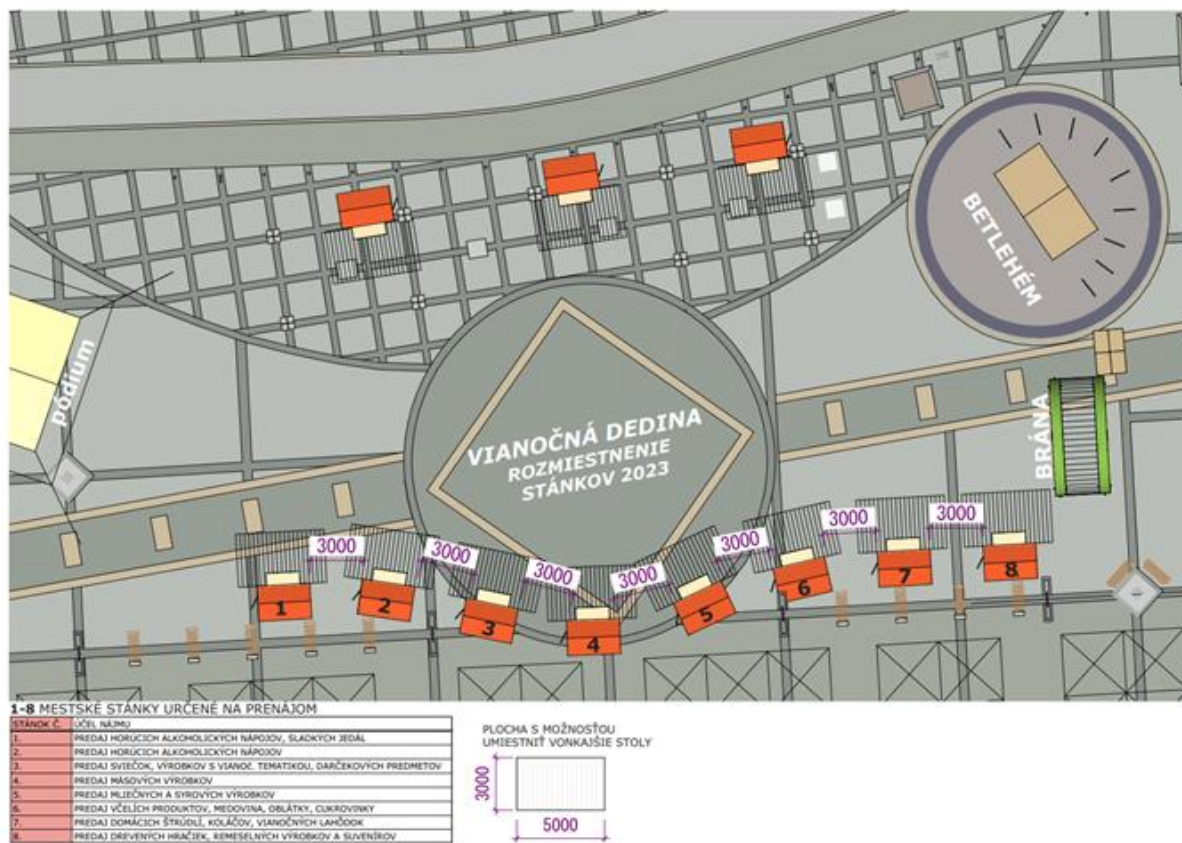 BETLEHÉM
pódium
BRÁNA
VIANOČNÁ DEDINA
ROZMIESTNENIE
STÁNKOV 2023
3000
3000
3000
3000
3000
3000
3000
1
2
3
4
5
6
7
8
1-8 MESTSKÉ STÁNKY URČENÉ NA PRENÁJOM
STÁNOK Č. ÚČEL NÁJMU
1. PREDAJ HORÚCICH ALKOHOLICKÝCH NÁPOJOV, SLADKÝCH JEDÁL
2. PREDAJ HORÚCICH ALKOHOLICKÝCH NÁPOJOV
3. PREDAJ SVIEČOK, VÝROBKOV S VIANOČ. TEMATIKOU, DARČEKOVÝCH PREDMETOV
4. PREDAJ MÄSOVÝCH VÝROBKOV
5. PREDAJ MLIEČNYCH A SYROVÝCH VÝROBKOV
6. PREDAJ VČELÍCH PRODUKTOV, MEDOVINA, OBLÁTKY, CUKROVINKY
7. PREDAJ DOMÁCICH ŠTRÚDLÍ, KOLÁČOV, VIANOČNÝCH LAHÔDOK
8. PREDAJ DREVENÝCH HRAČIEK, REMESELNÝCH VÝROBKOV A SUVENÍROV
PLOCHA S MOŽNOSŤOU
UMIESTNIŤ VONKAJŠIE STOLY
3000
5000